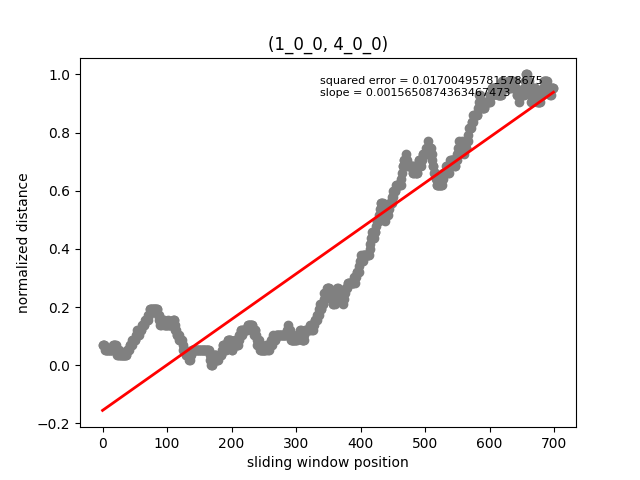 (1_0_0, 4_0_0)
squared error = 0.01700495781578675
slope = 0.0015650874363467473
normalized distance
1.0
0.8
0.6
0.4
0.2
0.0
−0.2
0 100 200 300 400 500 600 700
sliding window position